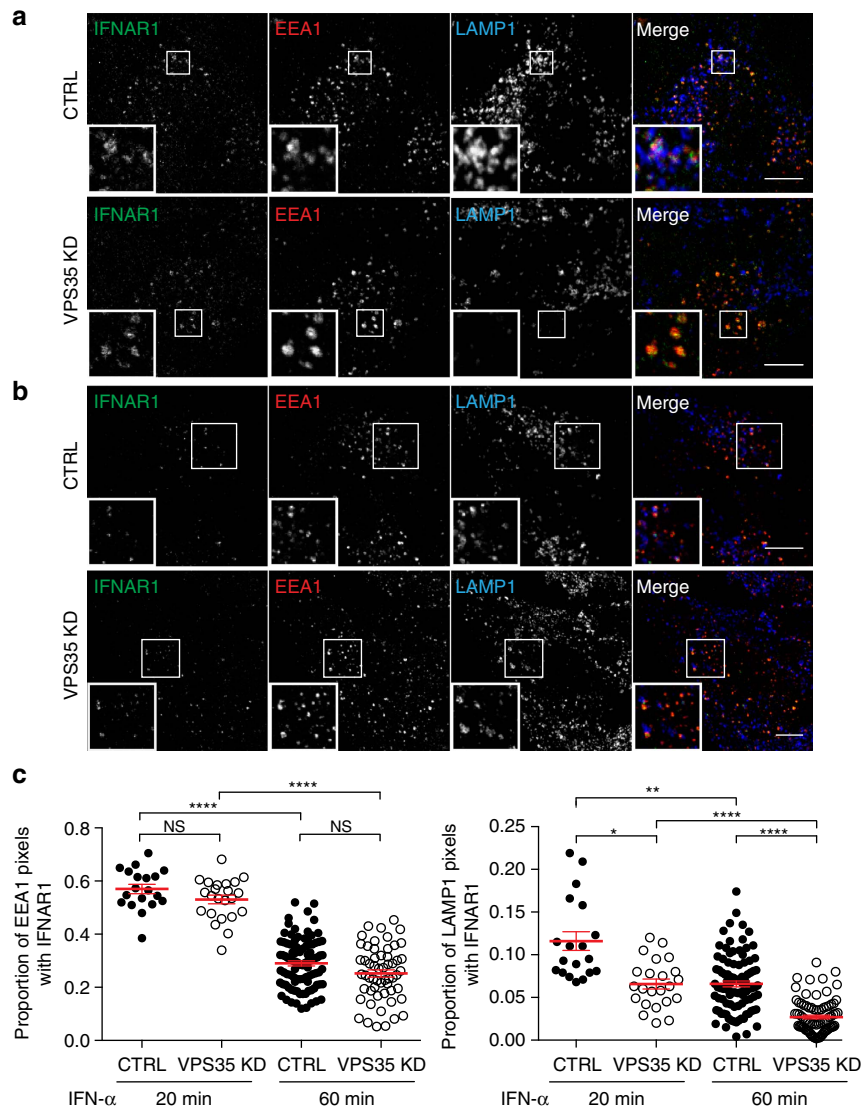 a
IFNAR1 EEA1 LAMP1 Merge
CTRL
IFNAR1 EEA1 LAMP1 Merge
VPS35 KD
b
IFNAR1 EEA1 LAMP1 Merge
CTRL
IFNAR1 EEA1 LAMP1 Merge
VPS35 KD
c
Proportion of EEA1 pixels
with IFNAR1
0.8
0.6
0.4
0.2
0.0
****
****
NS
NS
CTRL VPS35 KD CTRL VPS35 KD
IFN-α 20 min 60 min
Proportion of LAMP1 pixels
with IFNAR1
0.25
0.20
0.15
0.10
0.05
0.00
**
****
*
****
CTRL VPS35 KD CTRL VPS35 KD
20 min 60 min